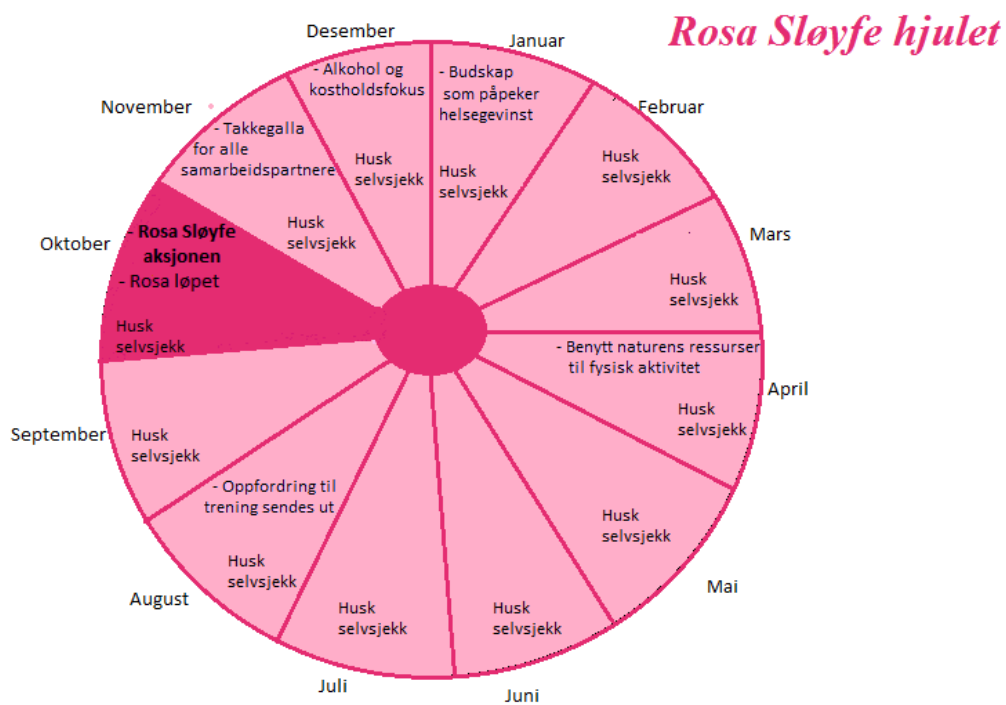 Rosa Sløyfe hjulet
Januar
- Budskap
som påpeker
helsegevinst
Husk
selvsjekk
Februar
Husk
selvsjekk
Mars
Husk
selvsjekk
April
- Benytt naturens ressurser
til fysisk aktivitet
Husk
selvsjekk
Mai
Husk
selvsjekk
Juni
Husk
selvsjekk
Juli
Husk
selvsjekk
August
- Oppfordring til
trening sendes ut
Husk
selvsjekk
September
Husk
selvsjekk
Oktober
- Rosa Sløyfe
aksjonen
- Rosa løpet
Husk
selvsjekk
November
- Takkegalla
for alle
samarbeidspartnere
Husk
selvsjekk
Desember
- Alkohol og
kostholdsfokus
Husk
selvsjekk